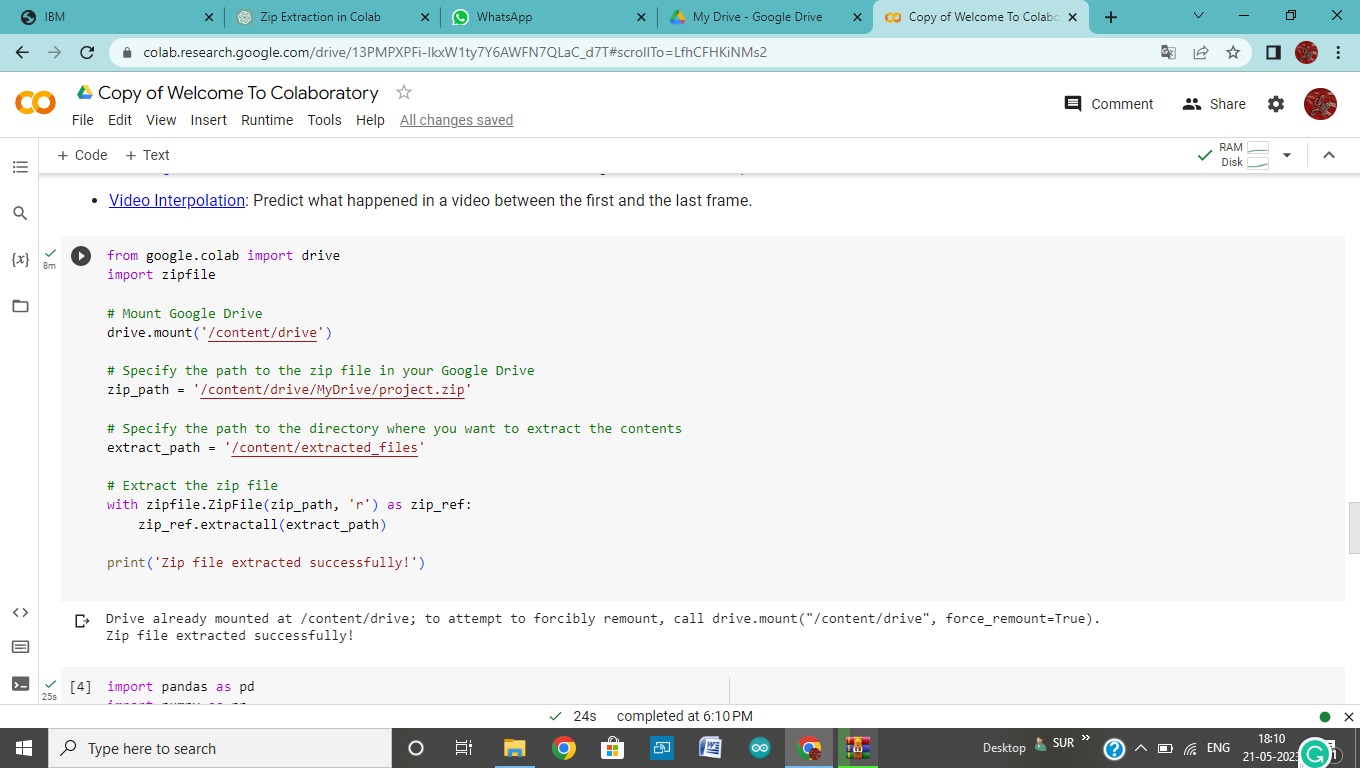 IBM
Zip Extraction in Colab
WhatsApp
My Drive - Google Drive
Copy of Welcome To Colabo
colab.research.google.com/drive/13PMPXPFi-IkxW1ty7Y6AWFN7QLaC_d7T#scrollTo=LfhCFHKiNMs2
Copy of Welcome To Colaboratory
Comment
Share
File Edit View Insert Runtime Tools Help All changes saved
+ Code + Text
RAM
Disk
• Video Interpolation: Predict what happened in a video between the first and the last frame.
{x}
8m
from google.colab import drive
import zipfile
# Mount Google Drive
drive.mount('/content/drive')
# Specify the path to the zip file in your Google Drive
zip_path = '/content/drive/MyDrive/project.zip'
# Specify the path to the directory where you want to extract the contents
extract_path = '/content/extracted_files'
# Extract the zip file
with zipfile.ZipFile(zip_path, 'r') as zip_ref:
    zip_ref.extractall(extract_path)
print('Zip file extracted successfully!')
Drive already mounted at /content/drive; to attempt to forcibly remount, call drive.mount("/content/drive", force_remount=True).
Zip file extracted successfully!
25s
[4] import pandas as pd
24s completed at 6:10 PM
Type here to search
Desktop
SUR
ENG
18:10
21-05-2023